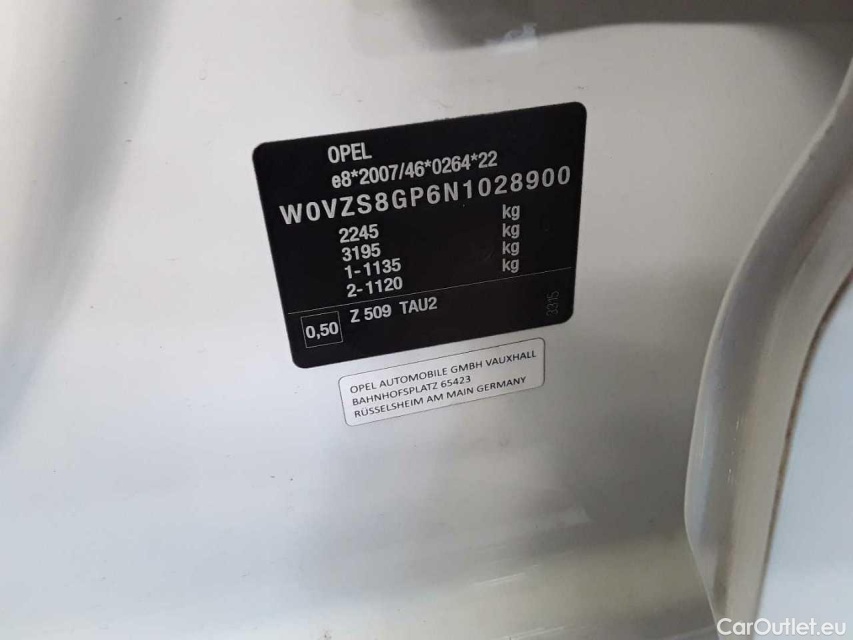 OPEL
e8*2007/46*0264*22
W0VZS8GP6N1028900
2245 kg
3195 kg
1-1135 kg
2-1120 kg
0,50 Z 509 TAU2
3315
OPEL AUTOMOBILE GMBH VAUXHALL
BAHNHOFSPLATZ 65423
RÜSSELSHEIM AM MAIN GERMANY
CarOutlet.eu